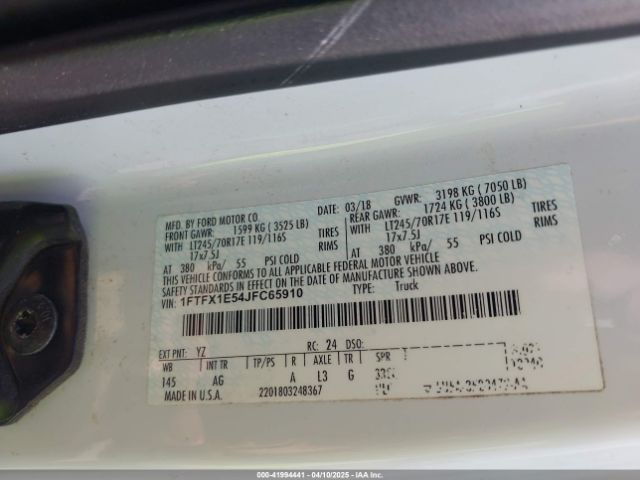 MFD. BY FORD MOTOR CO
DATE: 03/18 GVWR: 3198 KG ( 7050 LB)
FRONT GAWR: 1599 KG ( 3525 LB) REAR GAWR: 1724 KG ( 3800 LB)
WITH LT245/70R17E 119/116S TIRES WITH LT245/70R17E 119/116S TIRES
17x7.5J RIMS 17x7.5J RIMS
AT 380 kPa/ 55 PSI COLD AT 380 kPa/ 55 PSI COLD
THIS VEHICLE CONFORMS TO ALL APPLICABLE FEDERAL MOTOR VEHICLE
SAFETY AND THEFT PREVENTION STANDARDS IN EFFECT ON THE
DATE OF MANUFACTURE SHOWN ABOVE.
VIN: 1FTFX1E54JFC65910
TYPE: Truck
EXT PNT: YZ RC: 24 DSO:
WB INT TR TP/PS R AXLE TR SPR
145 AG A L3 G
MADE IN U.S.A. 2201803248367
000-41994441 - 04/10/2025 - IAA Inc.